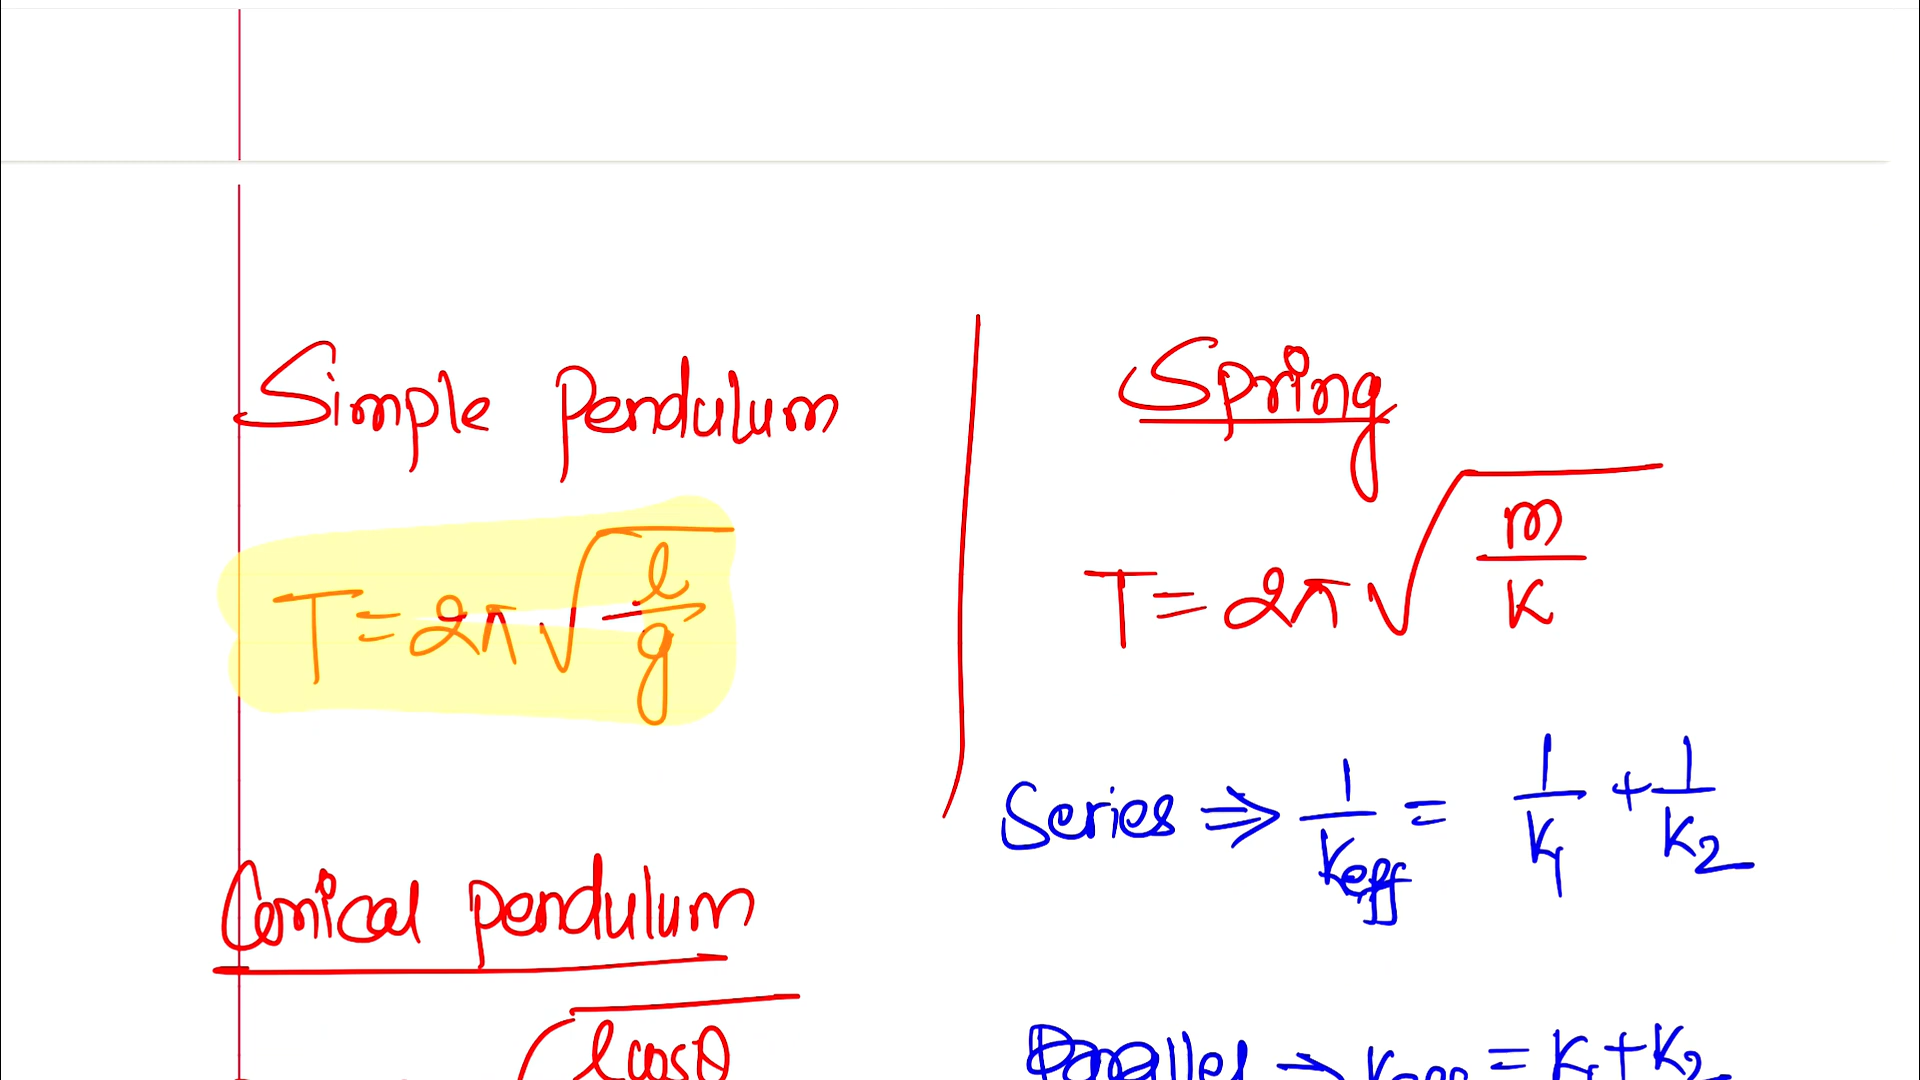 Simple Pendulum
T = 2π √(l/g)
Conical pendulum
l cosθ
Spring
T = 2π √(m/K)
Series ⇒ 1/Keff = 1/K1 + 1/K2
Parallel → Keff = K1 + K2